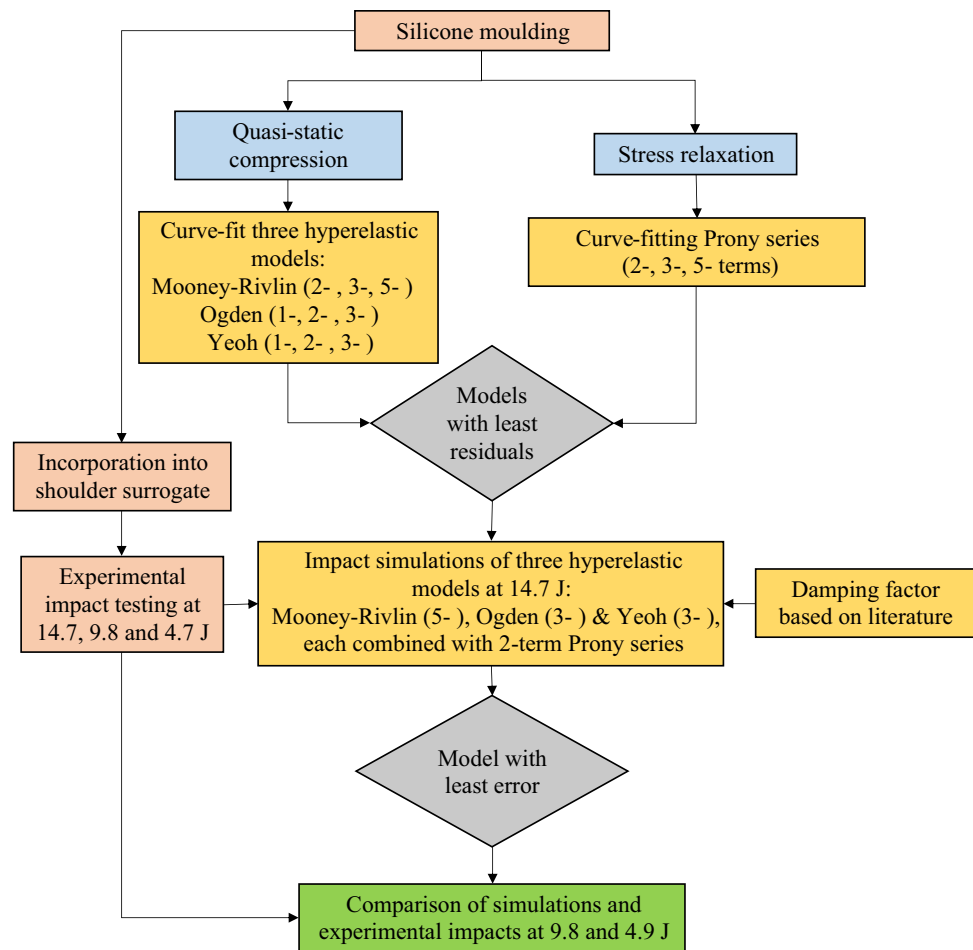 Silicone moulding
Quasi-static
compression
Stress relaxation
Curve-fit three hyperelastic
models:
Mooney-Rivlin (2- , 3-, 5- )
Ogden (1-, 2- , 3- )
Yeoh (1-, 2- , 3- )
Curve-fitting Prony series
(2-, 3-, 5- terms)
Models
with least
residuals
Incorporation into
shoulder surrogate
Experimental
impact testing at
14.7, 9.8 and 4.7 J
Impact simulations of three hyperelastic
models at 14.7 J:
Mooney-Rivlin (5- ), Ogden (3- ) & Yeoh (3- ),
each combined with 2-term Prony series
Damping factor
based on literature
Model with
least error
Comparison of simulations and
experimental impacts at 9.8 and 4.9 J